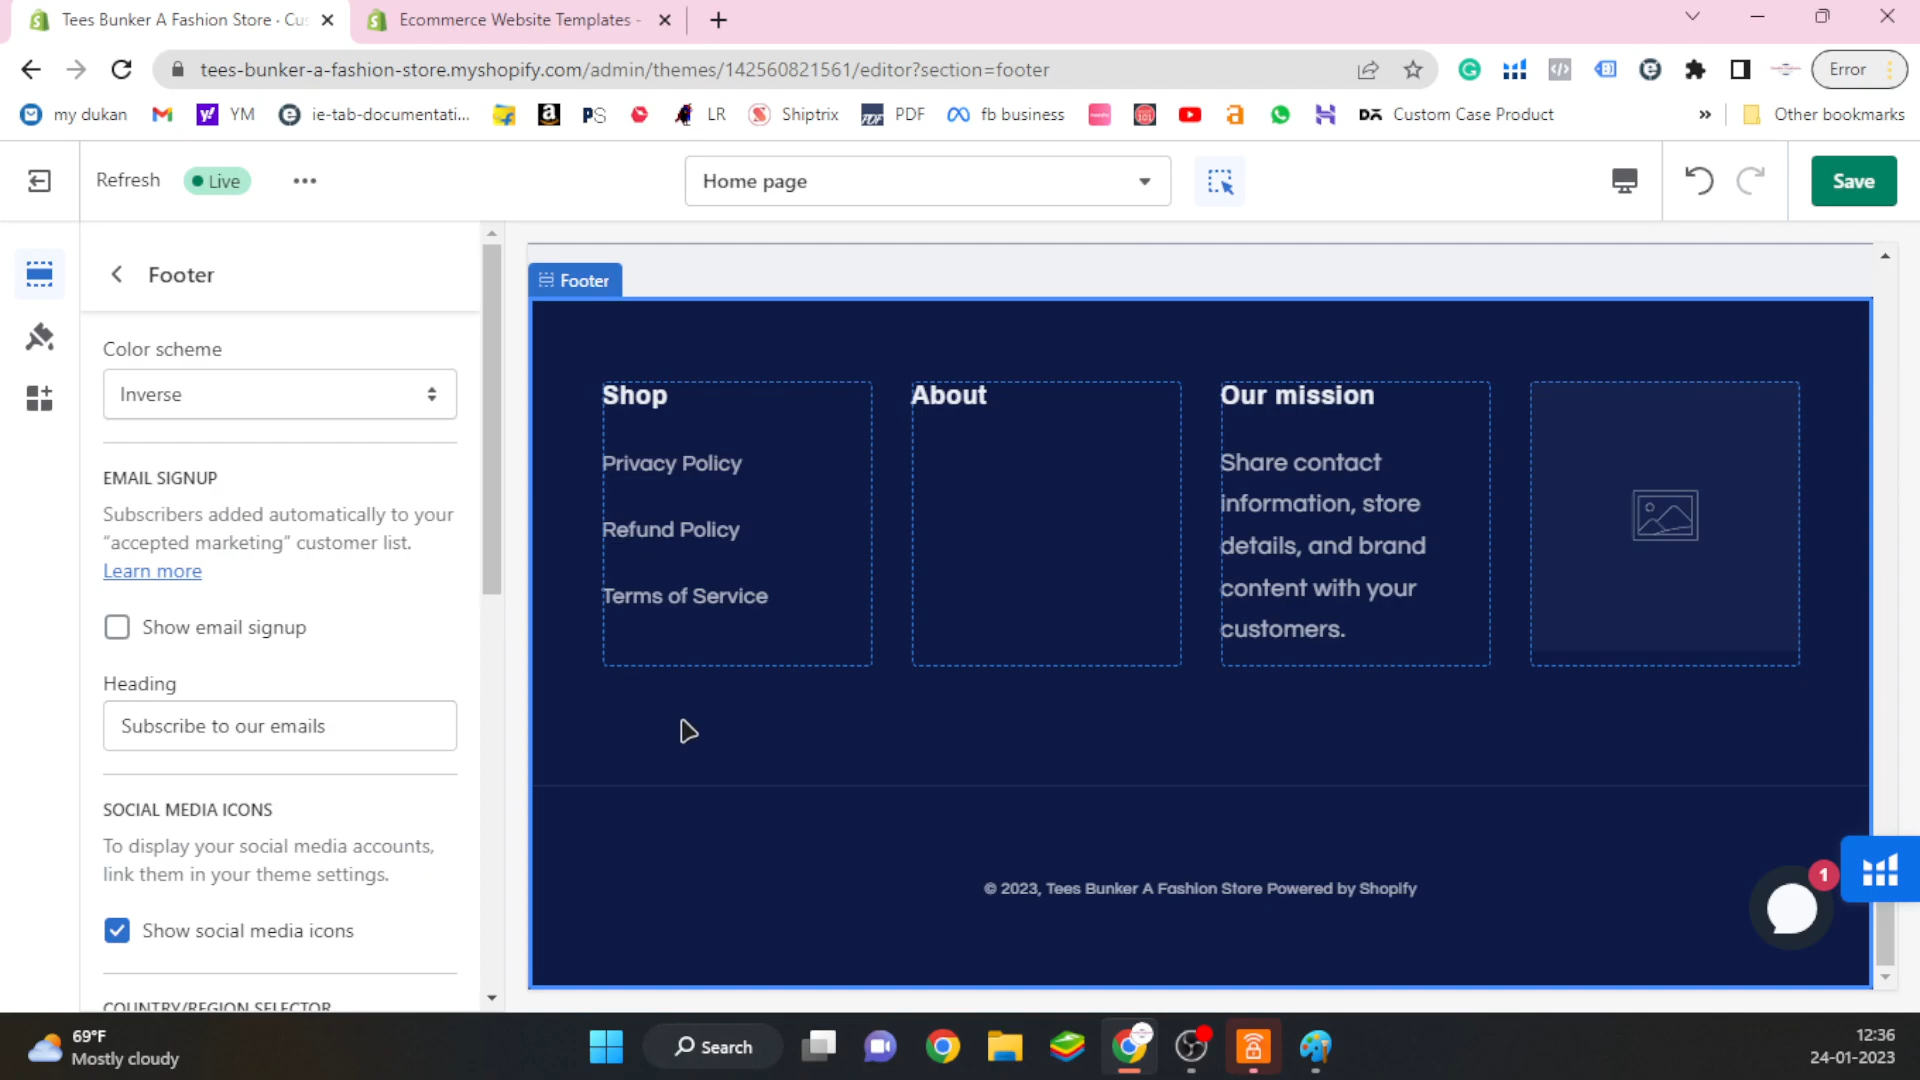 Tees Bunker A Fashion Store · Cus
Ecommerce Website Templates -
tees-bunker-a-fashion-store.myshopify.com/admin/themes/142560821561/editor?section=footer
Error
my dukan
YM
ie-tab-documentati...
PS
LR
Shiptrix
PDF
fb business
Custom Case Product
»
Other bookmarks
Refresh
Live
Home page
Save
Footer
Color scheme
Inverse
EMAIL SIGNUP
Subscribers added automatically to your
“accepted marketing” customer list.
Learn more
Show email signup
Heading
Subscribe to our emails
SOCIAL MEDIA ICONS
To display your social media accounts,
link them in your theme settings.
Show social media icons
COUNTRY/REGION SELECTOR
Footer
Shop
Privacy Policy
Refund Policy
Terms of Service
About
Our mission
Share contact
information, store
details, and brand
content with your
customers.
© 2023, Tees Bunker A Fashion Store Powered by Shopify
1
69°F
Mostly cloudy
Search
12:36
24-01-2023